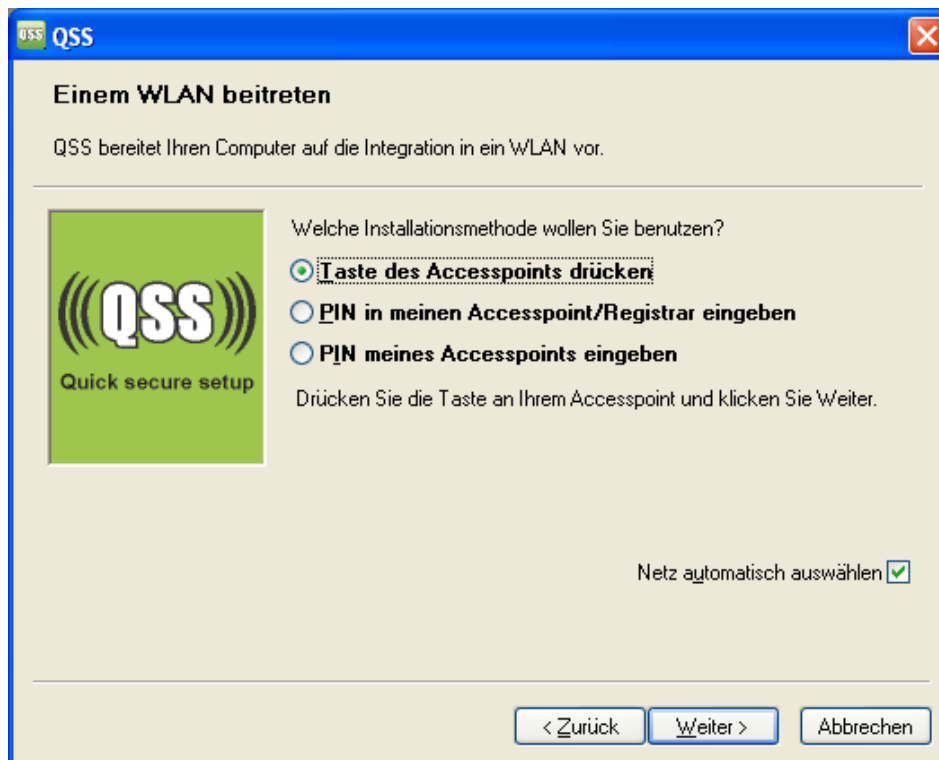 QSS QSS
Einem WLAN beitreten
QSS bereitet Ihren Computer auf die Integration in ein WLAN vor.
Welche Installationsmethode wollen Sie benutzen?
Taste des Accesspoints drücken
PIN in meinen Accesspoint/Registrar eingeben
PIN meines Accesspoints eingeben
Drücken Sie die Taste an Ihrem Accesspoint und klicken Sie Weiter.
(((QSS)))
Quick secure setup
Netz automatisch auswählen
< Zurück
Weiter >
Abbrechen